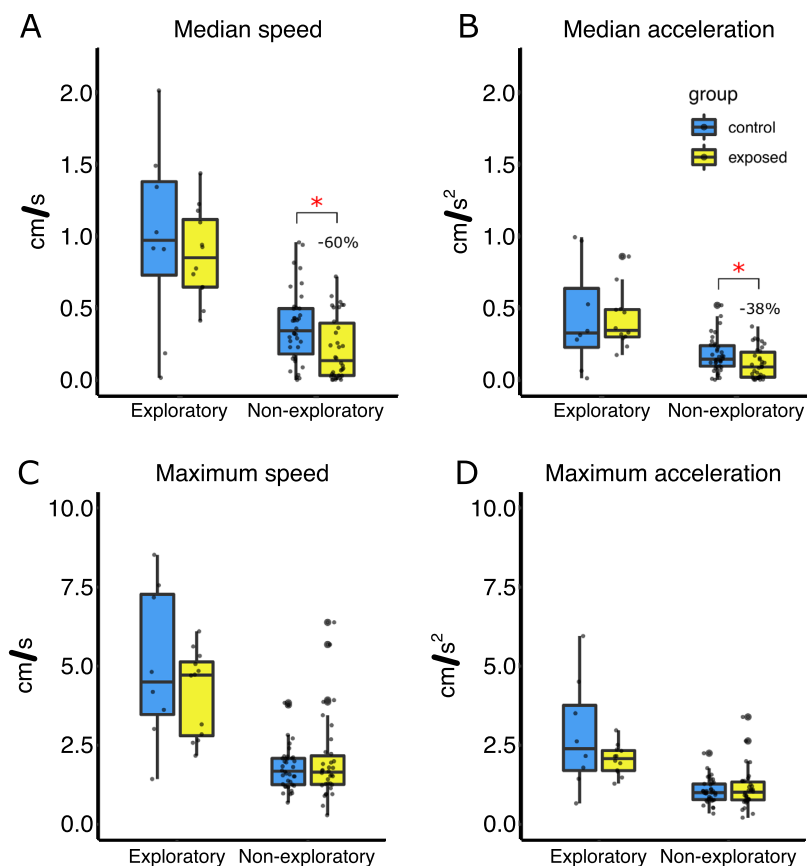 A
Median speed
2.0
1.5
1.0
0.5
0.0
cm/s
*
-60%
Exploratory Non-exploratory
B
Median acceleration
2.0
1.5
1.0
0.5
0.0
cm/s²
group
control
exposed
*
-38%
Exploratory Non-exploratory
C
Maximum speed
10.0
7.5
5.0
2.5
0.0
cm/s
Exploratory Non-exploratory
D
Maximum acceleration
10.0
7.5
5.0
2.5
0.0
cm/s²
Exploratory Non-exploratory